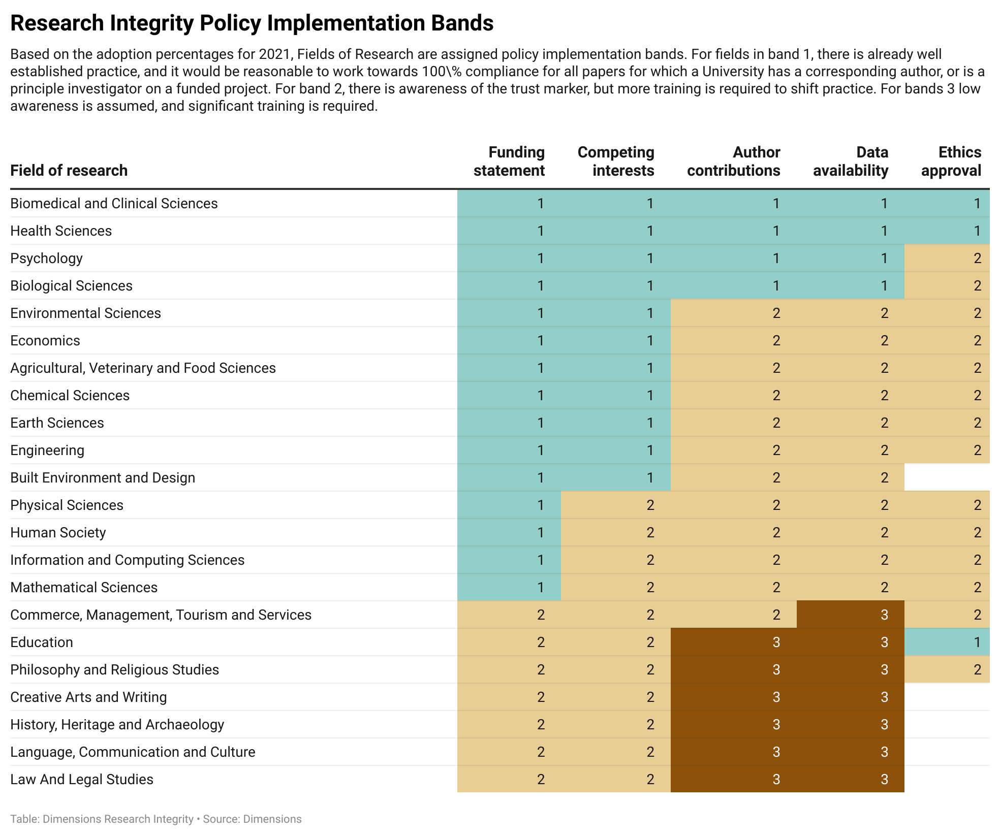 Research Integrity Policy Implementation Bands
Based on the adoption percentages for 2021, Fields of Research are assigned policy implementation bands. For fields in band 1, there is already well
established practice, and it would be reasonable to work towards 100\% compliance for all papers for which a University has a corresponding author, or is a
principle investigator on a funded project. For band 2, there is awareness of the trust marker, but more training is required to shift practice. For bands 3 low
awareness is assumed, and significant training is required.
Field of research Funding statement Competing interests Author contributions Data availability Ethics approval
Biomedical and Clinical Sciences 1 1 1 1 1
Health Sciences 1 1 1 1 1
Psychology 1 1 1 1 2
Biological Sciences 1 1 1 1 2
Environmental Sciences 1 1 2 2 2
Economics 1 1 2 2 2
Agricultural, Veterinary and Food Sciences 1 1 2 2 2
Chemical Sciences 1 1 2 2 2
Earth Sciences 1 1 2 2 2
Engineering 1 1 2 2 2
Built Environment and Design 1 1 2 2
Physical Sciences 1 2 2 2 2
Human Society 1 2 2 2 2
Information and Computing Sciences 1 2 2 2 2
Mathematical Sciences 1 2 2 2 2
Commerce, Management, Tourism and Services 2 2 2 3 2
Education 2 2 3 3 1
Philosophy and Religious Studies 2 2 3 3 2
Creative Arts and Writing 2 2 3 3
History, Heritage and Archaeology 2 2 3 3
Language, Communication and Culture 2 2 3 3
Law And Legal Studies 2 2 3 3
Table: Dimensions Research Integrity • Source: Dimensions